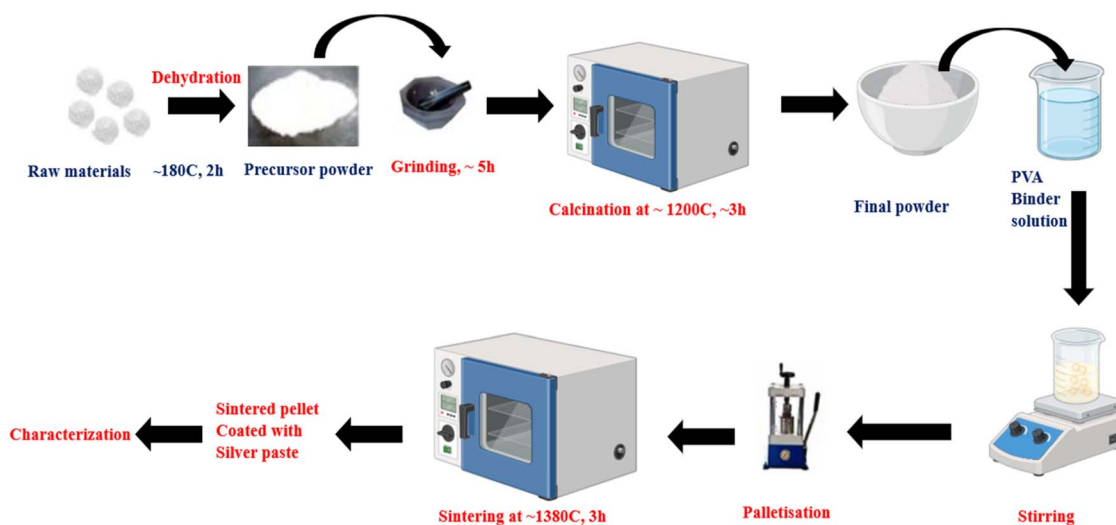 Dehydration
Raw materials
~180C, 2h
Precursor powder
Grinding, ~ 5h
Calcination at ~ 1200C, ~3h
Final powder
PVA
Binder
solution
Characterization
Sintered pellet
Coated with
Silver paste
Sintering at ~1380C, 3h
Palletisation
Stirring